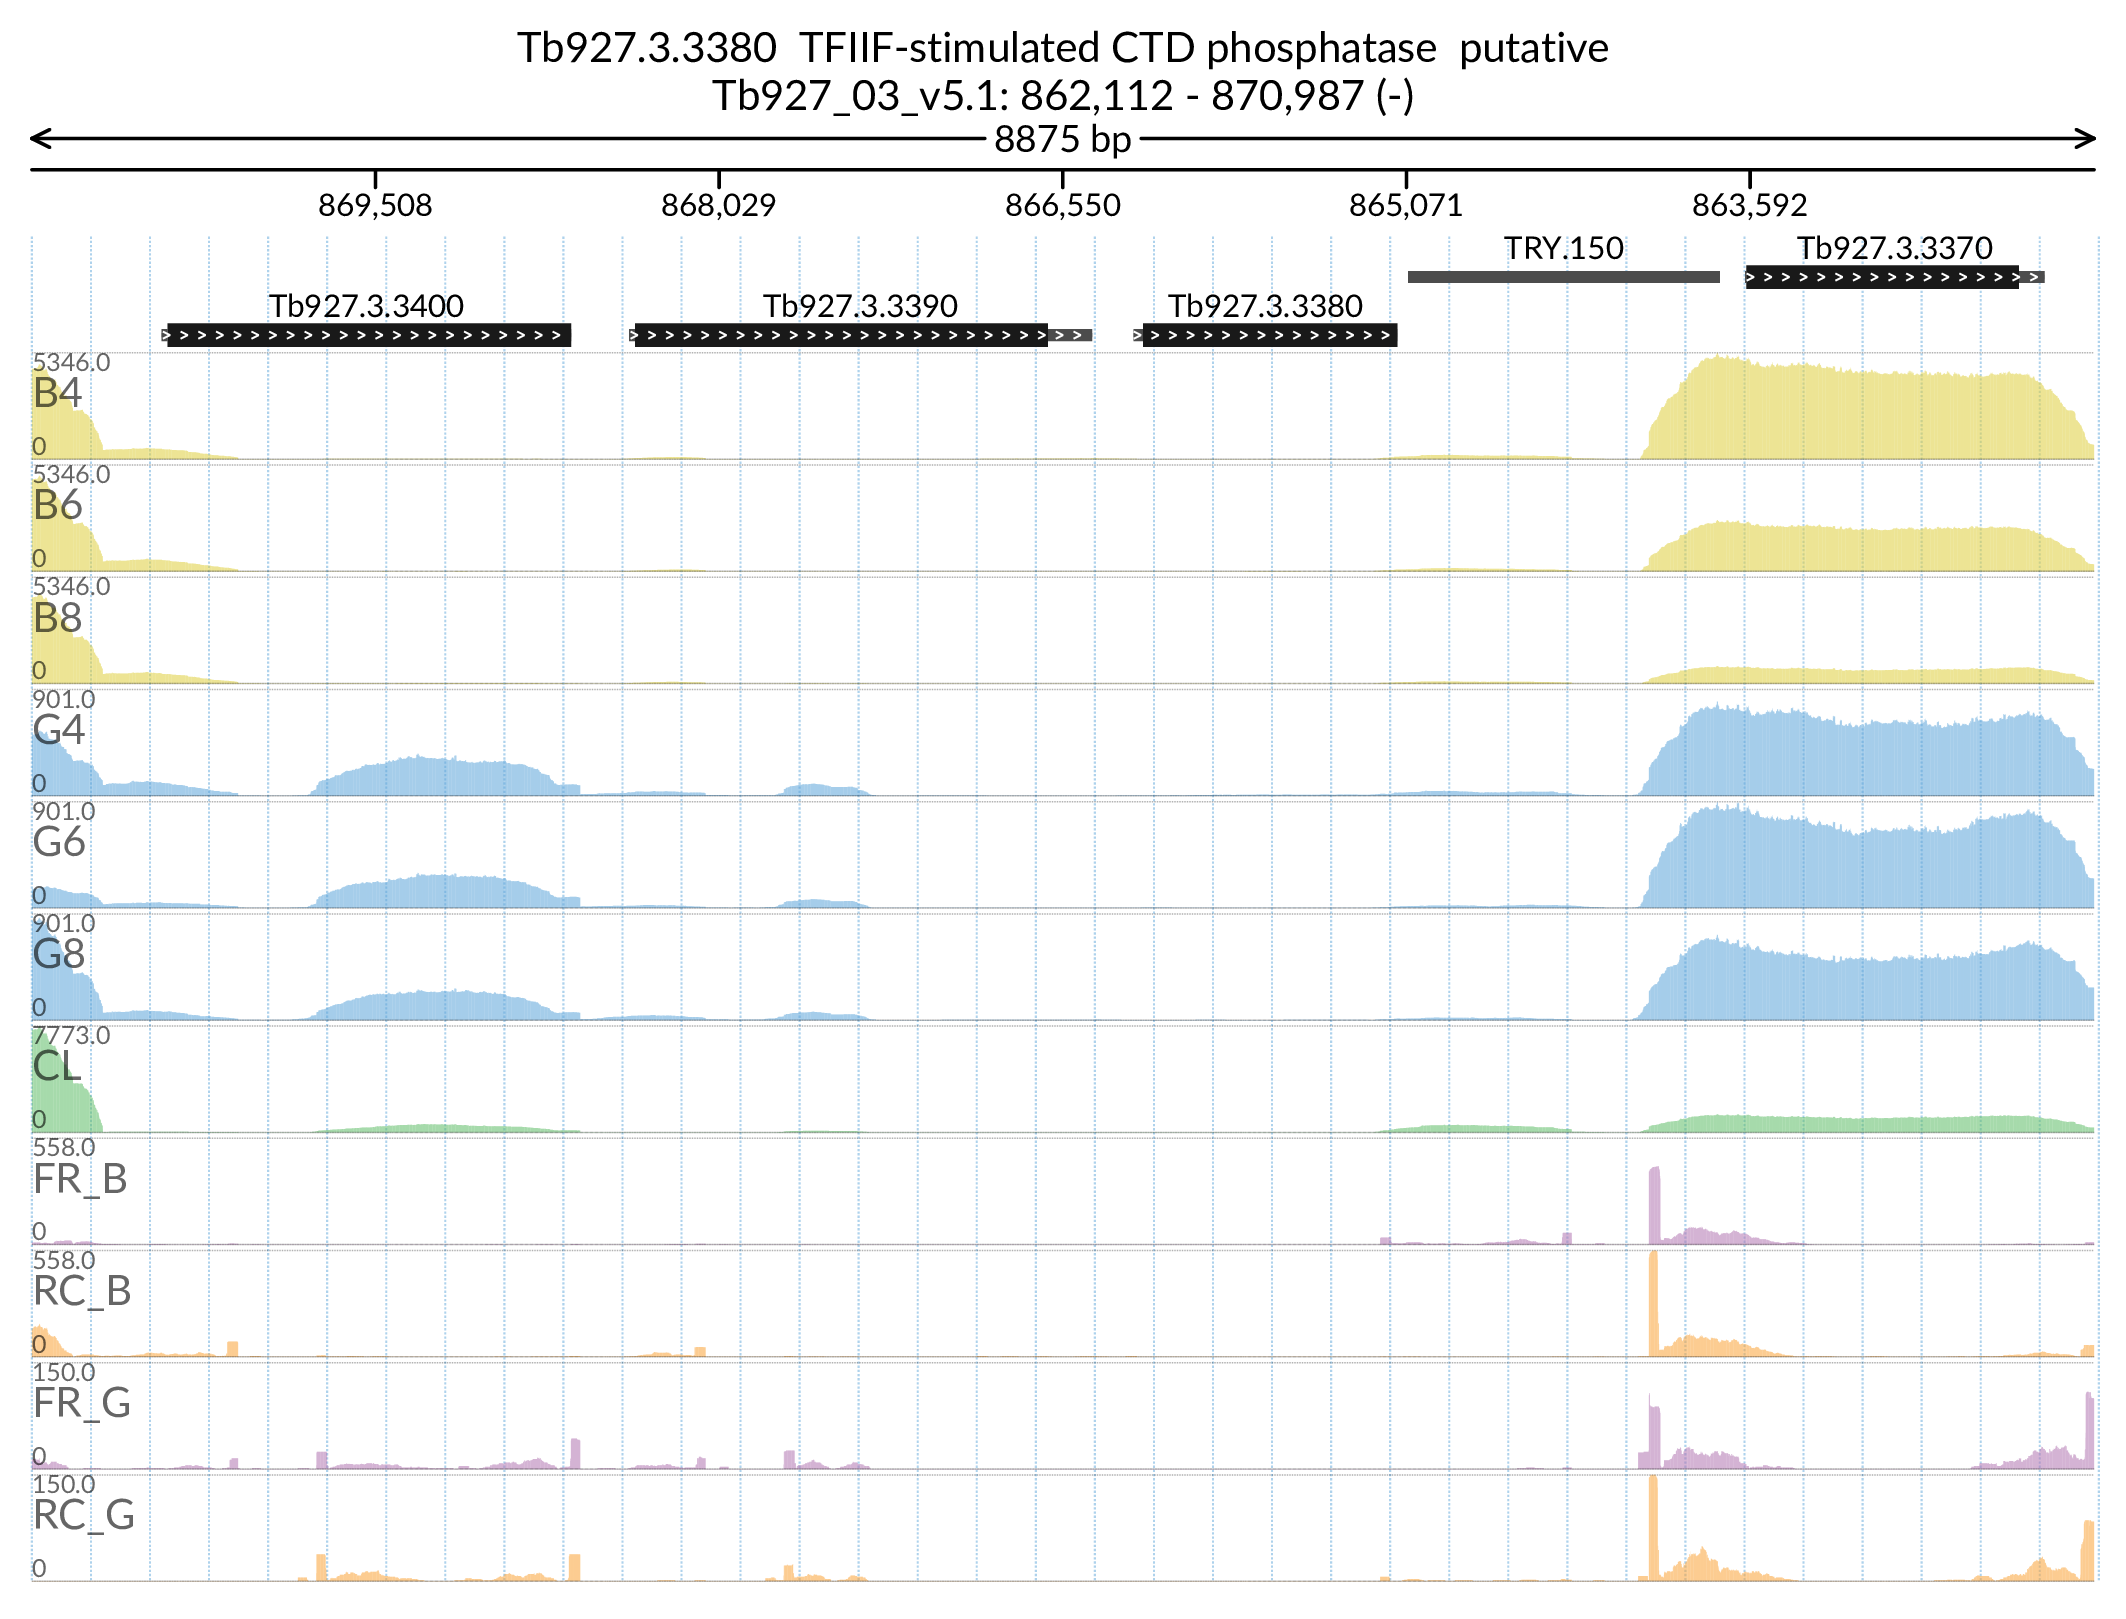 Tb927.3.3380  TFIIF-stimulated CTD phosphatase  putative
Tb927_03_v5.1: 862,112 - 870,987 (-)
8875 bp
869,508 868,029 866,550 865,071 863,592
TRY.150 Tb927.3.3370
Tb927.3.3400 Tb927.3.3390 Tb927.3.3380
5346.0
B4
0
5346.0
B6
0
5346.0
B8
0
901.0
G4
0
901.0
G6
0
901.0
G8
0
7773.0
CL
0
558.0
FR_B
0
558.0
RC_B
0
150.0
FR_G
0
150.0
RC_G
0